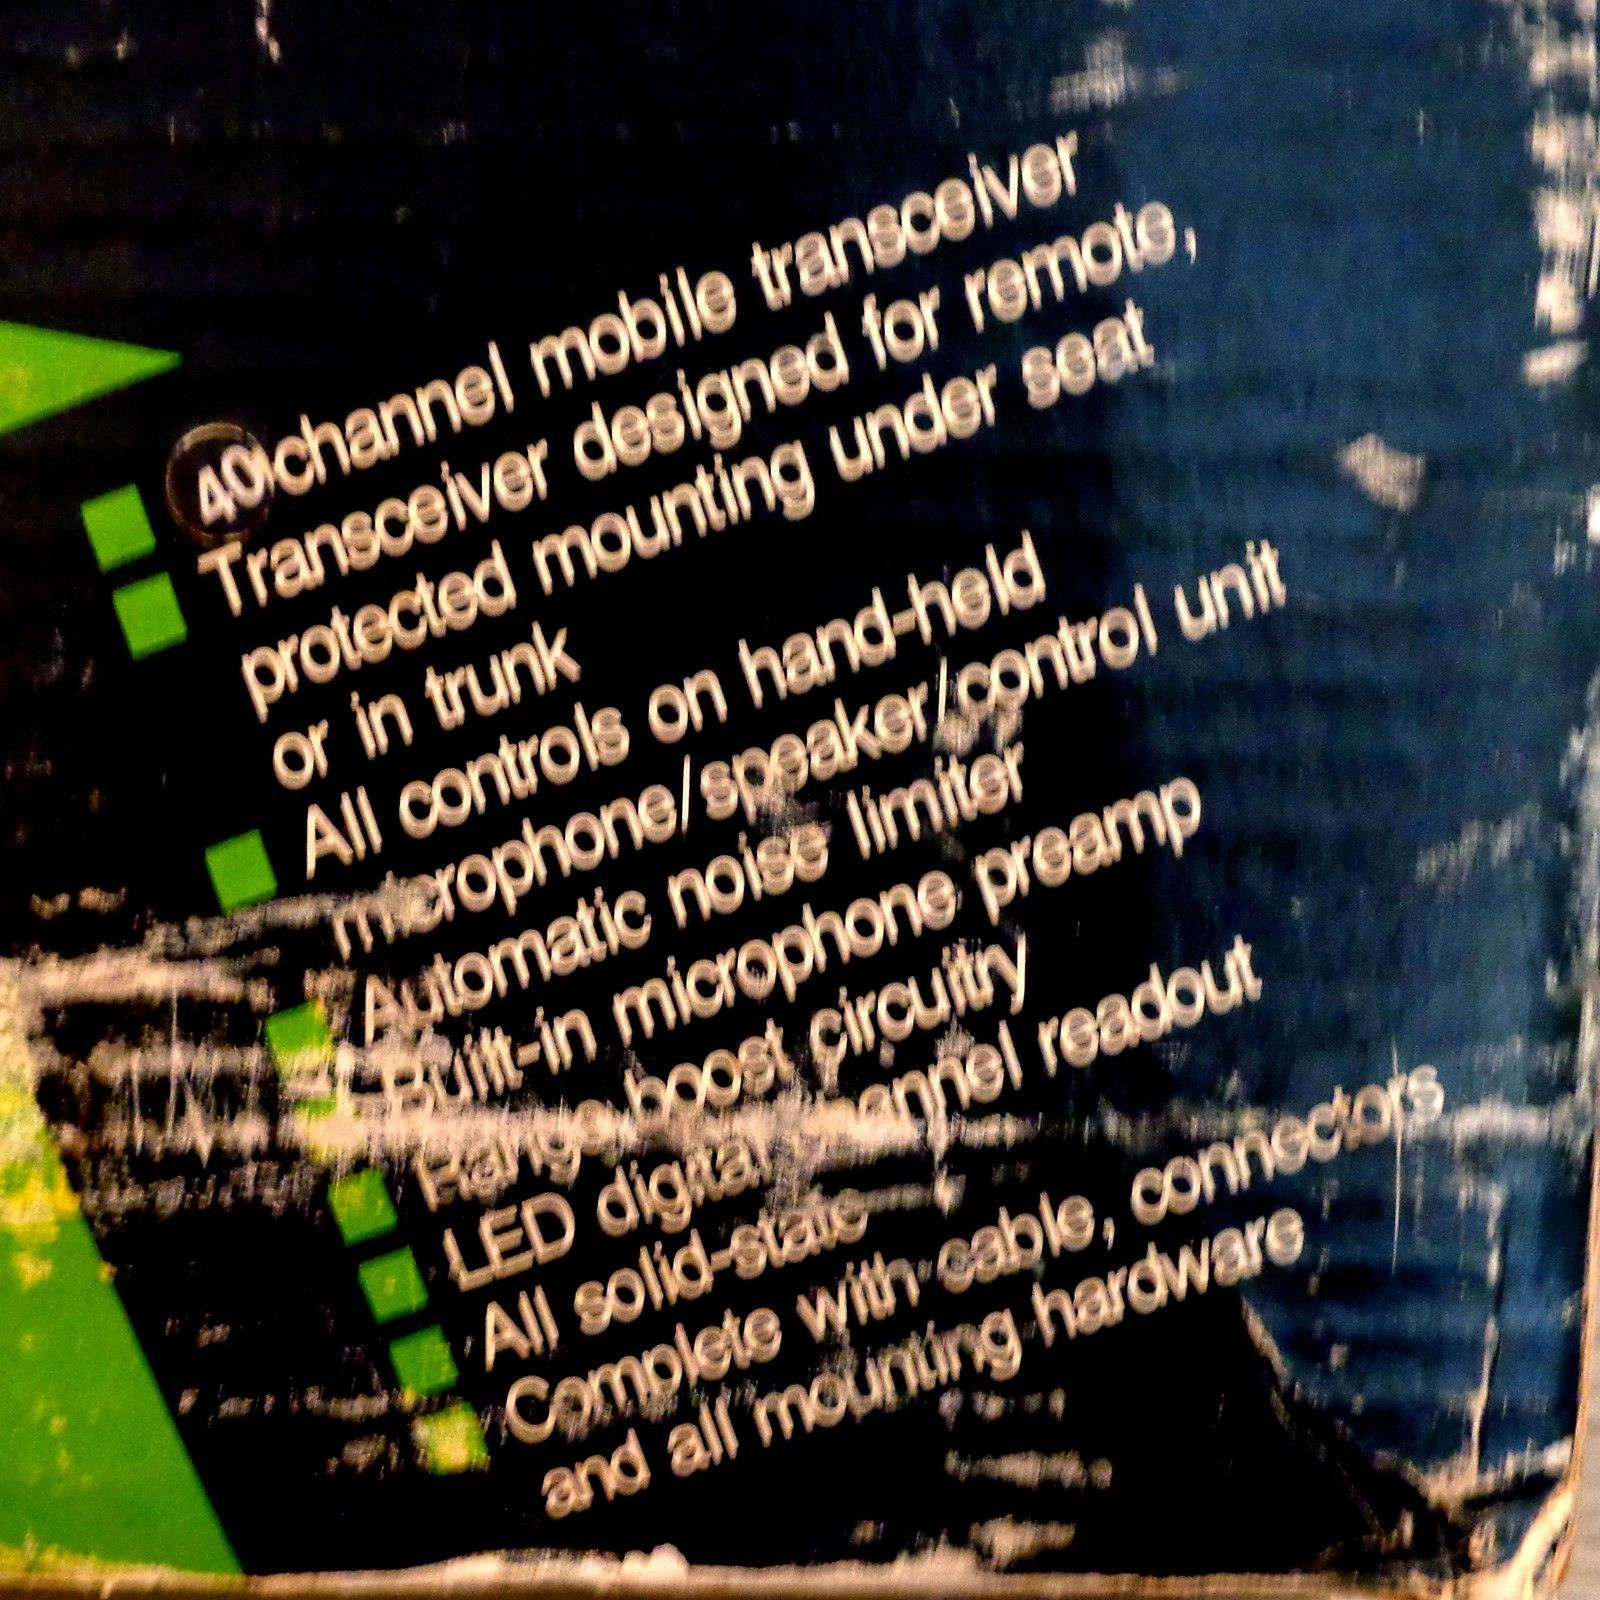 40 channel mobile transceiver
Transceiver designed for remote,
protected mounting under seat
or in trunk
All controls on hand-held
microphone/speaker/control unit
Automatic noise limiter
Built-in microphone preamp
Range boost circuitry
LED digital channel readout
All solid-state
Complete with cable, connectors
and all mounting hardware